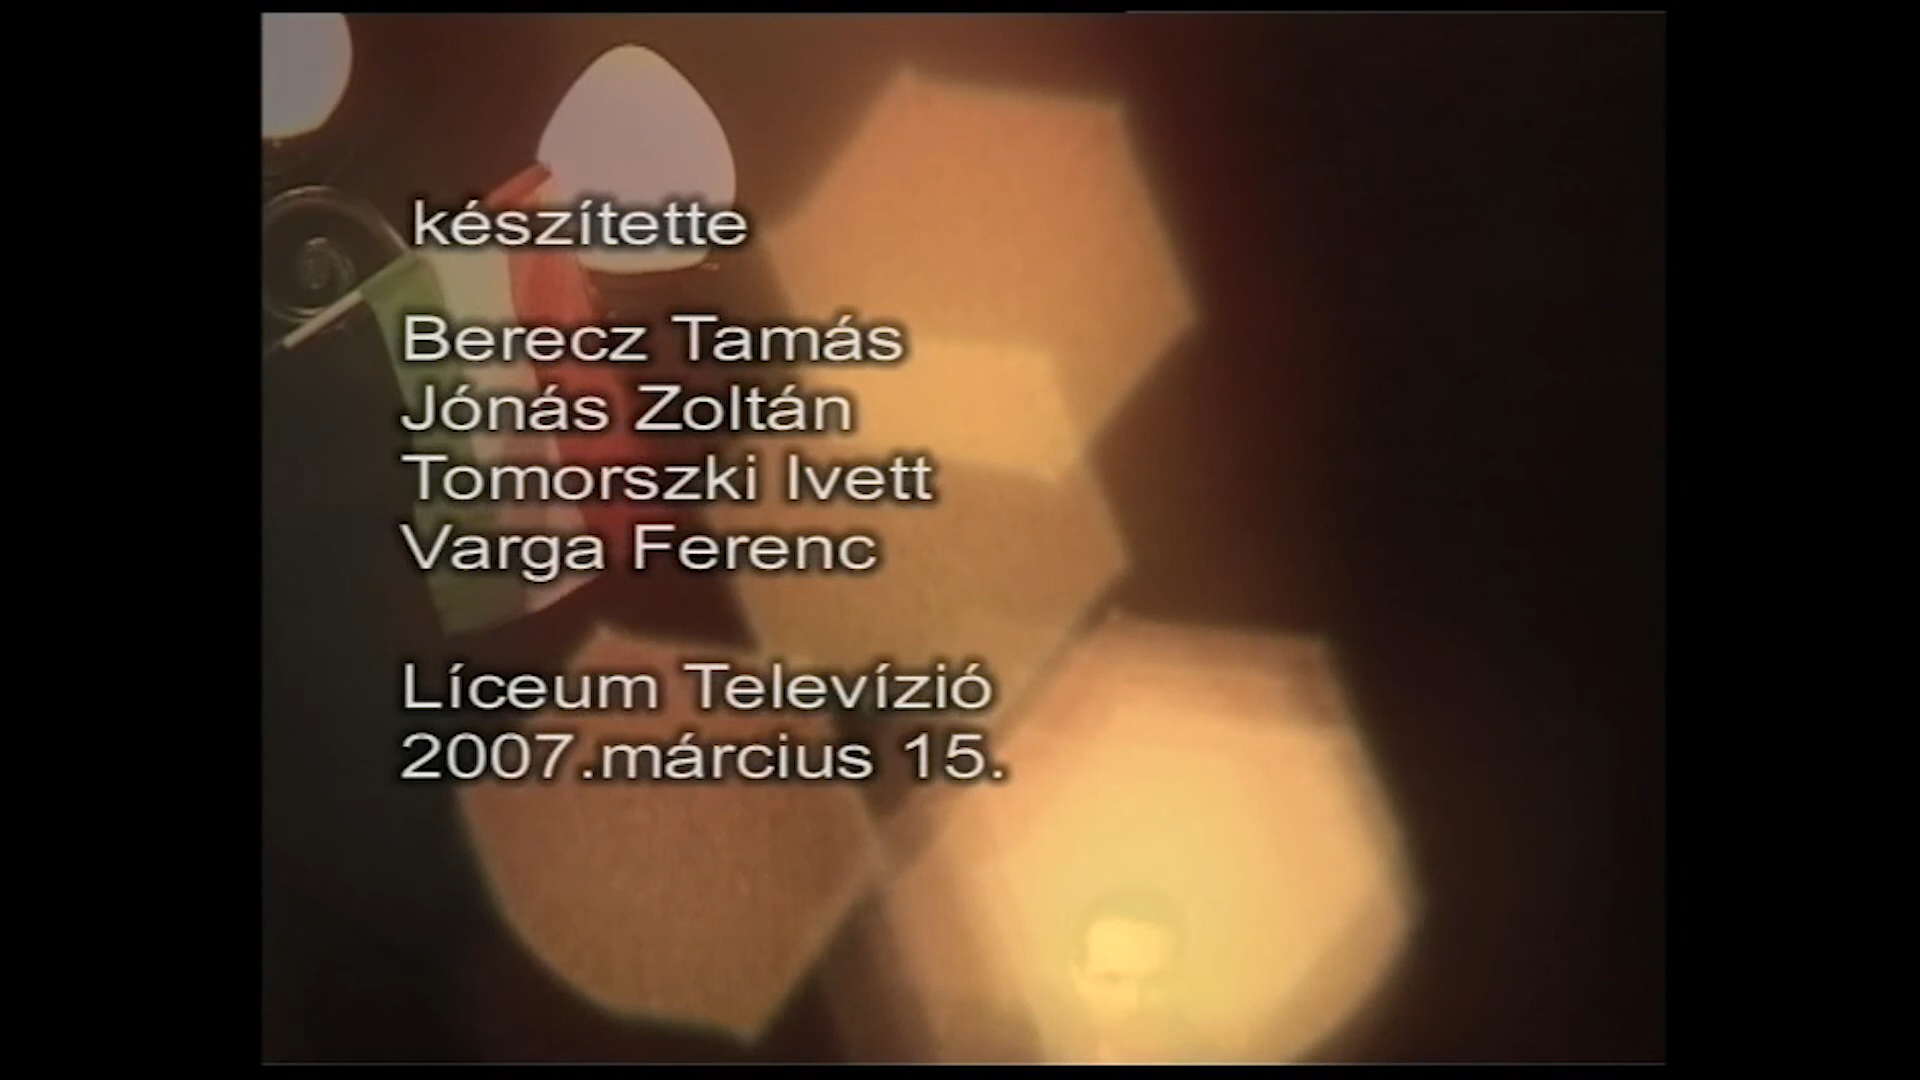 készítette
Berecz Tamás
Jónás Zoltán
Tomorszki Ivett
Varga Ferenc
Líceum Televízió
2007.március 15.